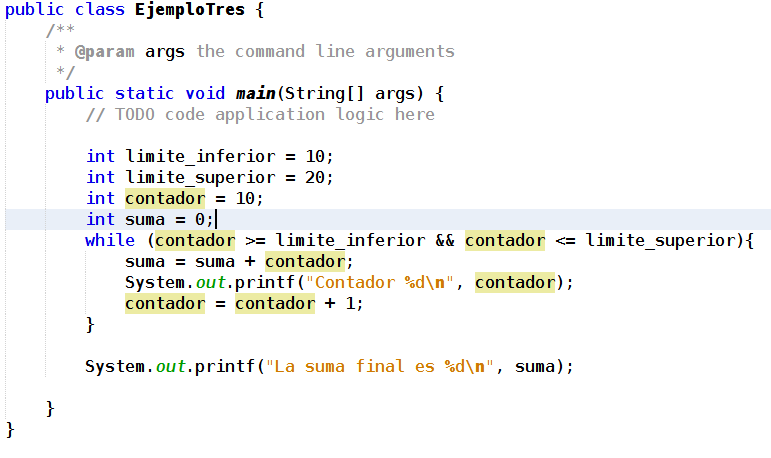 public class EjemploTres {
    /**
     * @param args the command line arguments
     */
    public static void main(String[] args) {
        // TODO code application logic here

        int limite_inferior = 10;
        int limite_superior = 20;
        int contador = 10;
        int suma = 0;
        while (contador >= limite_inferior && contador <= limite_superior){
            suma = suma + contador;
            System.out.printf("Contador %d\n", contador);
            contador = contador + 1;
        }

        System.out.printf("La suma final es %d\n", suma);

    }
}